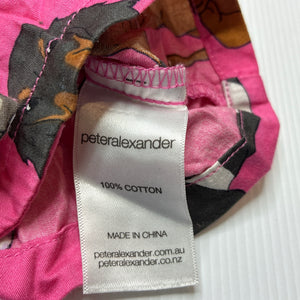 peteralexander
100% COTTON
MADE IN CHINA
peteralexander.com.au
peteralexander.co.nz